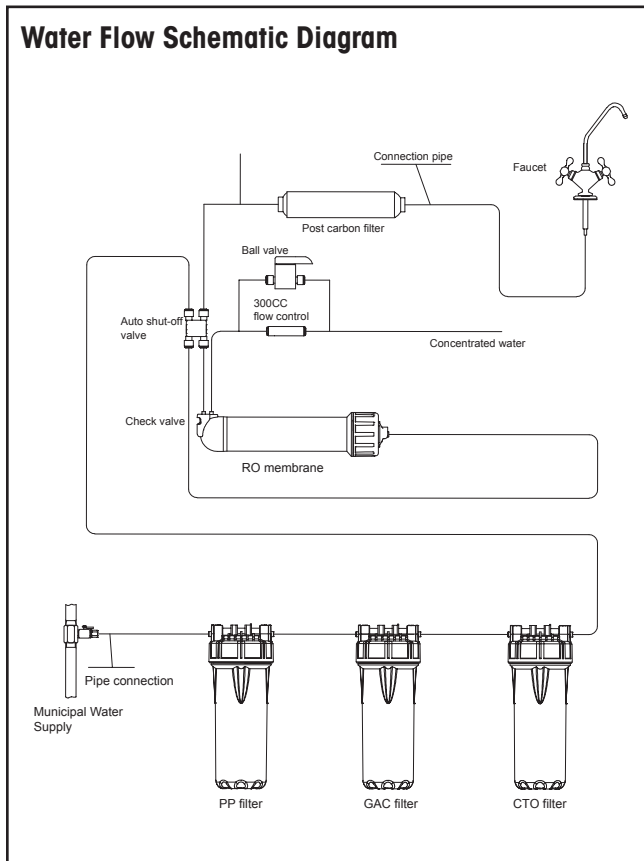 Water Flow Schematic Diagram
Connection pipe
Faucet
Post carbon filter
Ball valve
300CC
flow control
Auto shut-off
valve
Concentrated water
Check valve
RO membrane
Pipe connection
Municipal Water
Supply
PP filter
GAC filter
CTO filter